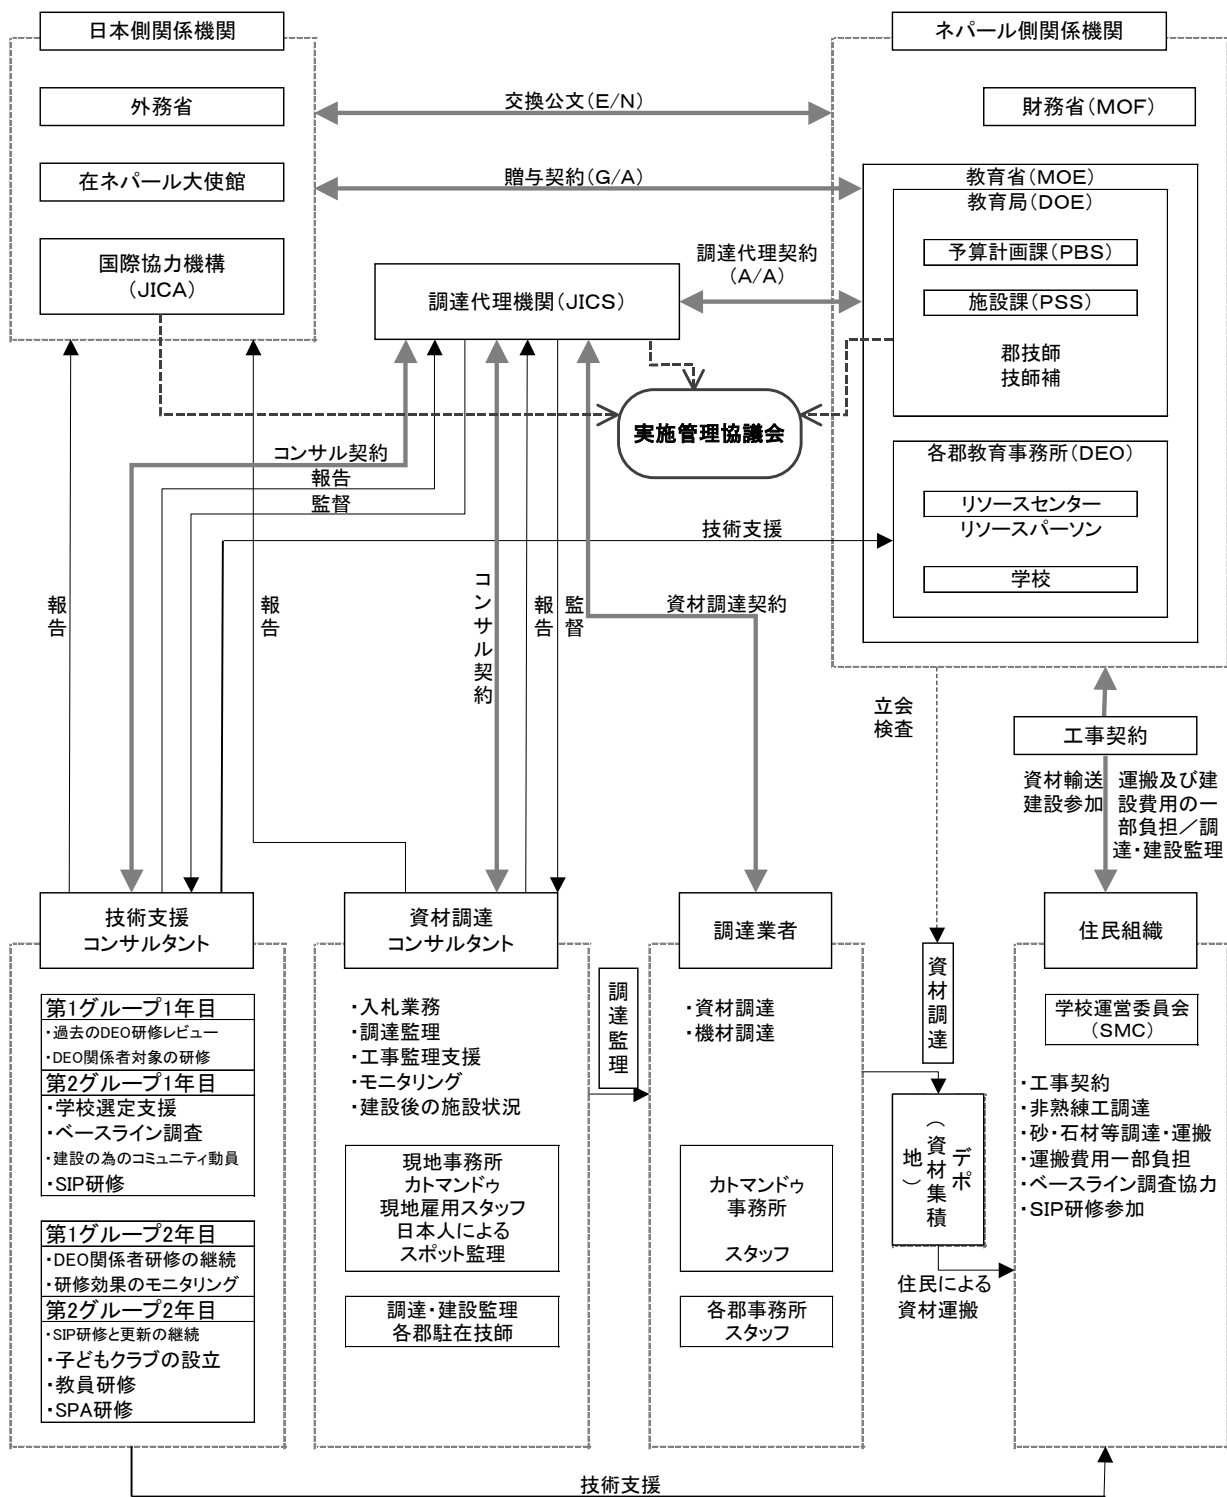 日本側関係機関
ネパール側関係機関
外務省
交換公文(E/N)
財務省(MOF)
在ネパール大使館
贈与契約(G/A)
教育省(MOE)
教育局(DOE)
国際協力機構
(JICA)
調達代理機関(JICS)
調達代理契約
(A/A)
予算計画課(PBS)
施設課(PSS)
郡技師
技師補
実施管理協議会
コンサル契約
報告
監督
各郡教育事務所(DEO)
リソースセンター
リソースパーソン
学校
技術支援
報告
報告
コンサル契約
報告
監督
資材調達契約
立会
検査
工事契約
資材輸送
建設参加
運搬及び建
設費用の一
部負担/調
達・建設監理
技術支援
コンサルタント
第1グループ1年目
・過去のDEO研修レビュー
・DEO関係者対象の研修
第2グループ1年目
・学校選定支援
・ベースライン調査
・建設の為のコミュニティ動員
・SIP研修
第1グループ2年目
・DEO関係者研修の継続
・研修効果のモニタリング
第2グループ2年目
・SIP研修と更新の継続
・子どもクラブの設立
・教員研修
・SPA研修
資材調達
コンサルタント
・入札業務
・調達監理
・工事監理支援
・モニタリング
・建設後の施設状況
現地事務所
カトマンドゥ
現地雇用スタッフ
日本人による
スポット監理
調達・建設監理
各郡駐在技師
調達監理
調達業者
・資材調達
・機材調達
カトマンドゥ
事務所
スタッフ
各郡事務所
スタッフ
資材調達
デポ
(資材集積
地)
住民による
資材運搬
住民組織
学校運営委員会
(SMC)
・工事契約
・非熟練工調達
・砂・石材等調達・運搬
・運搬費用一部負担
・ベースライン調査協力
・SIP研修参加
技術支援